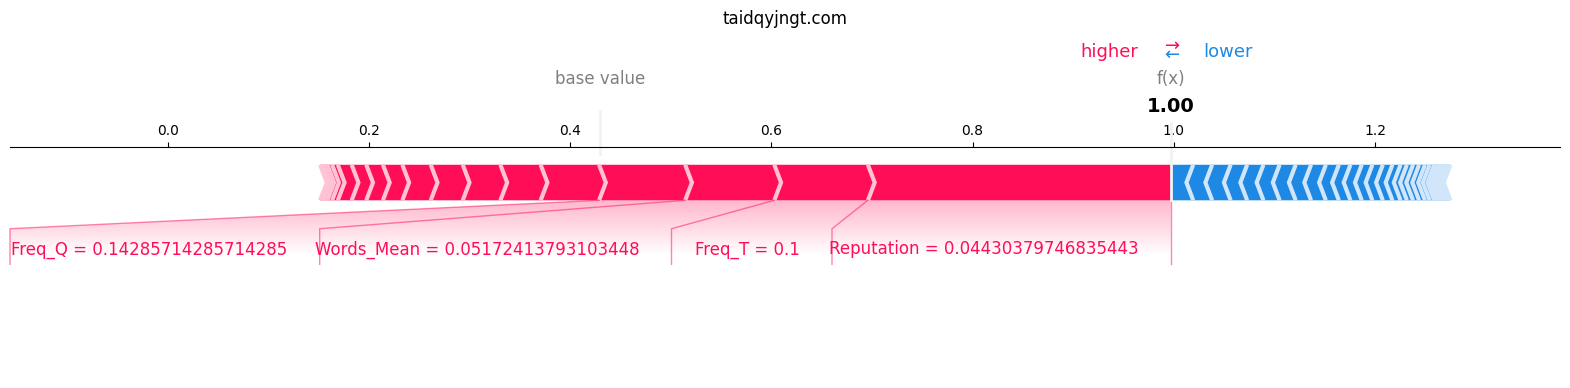 taidqyjngt.com
higher → ← lower
base value f(x)
1.00
0.0 0.2 0.4 0.6 0.8 1.0 1.2
Freq_Q = 0.14285714285714285 Words_Mean = 0.05172413793103448 Freq_T = 0.1 Reputation = 0.04430379746835443